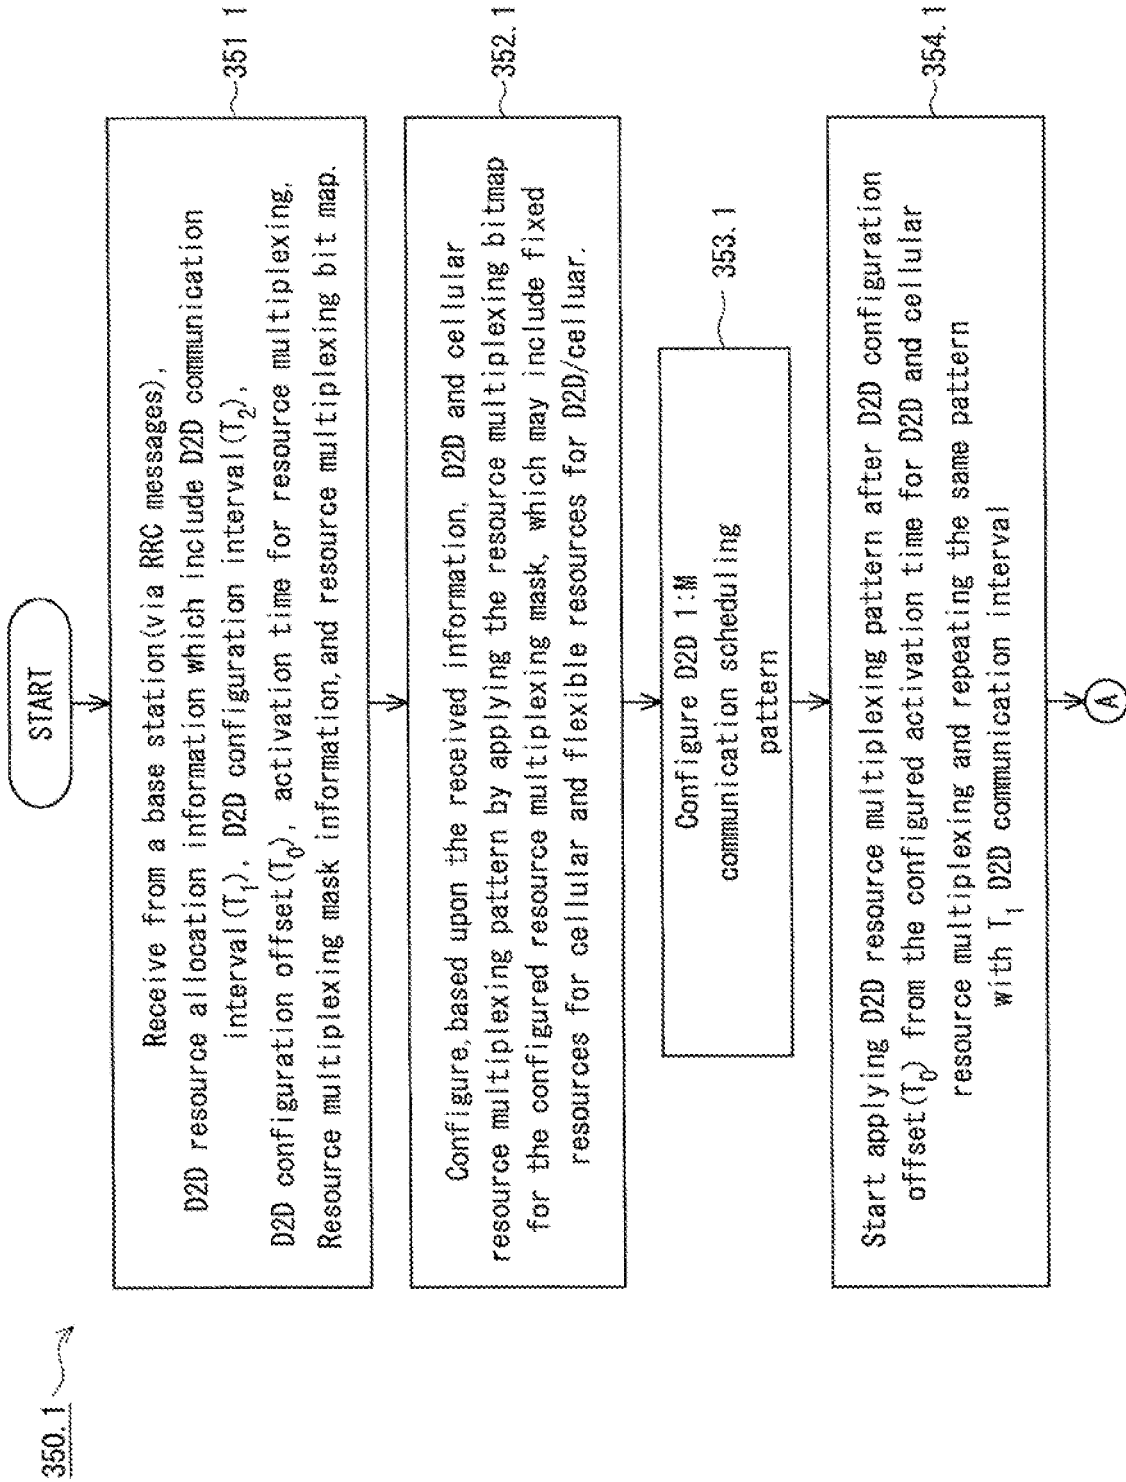 350.1
START
Receive from a base station(via RRC messages),
D2D resource allocation information which include D2D communication
interval(T1), D2D configuration interval(T2),
D2D configuration offset(T0), activation time for resource multiplexing,
Resource multiplexing mask information, and resource multiplexing bit map.
351.1
Configure, based upon the received information, D2D and cellular
resource multiplexing pattern by applying the resource multiplexing bitmap
for the configured resource multiplexing mask, which may include fixed
resources for cellular and flexible resources for D2D/celluar.
352.1
Configure D2D 1:M
communication scheduling
pattern
353.1
Start applying D2D resource multiplexing pattern after D2D configuration
offset(T0) from the configured activation time for D2D and cellular
resource multiplexing and repeating the same pattern
with T1 D2D communication interval
354.1
A